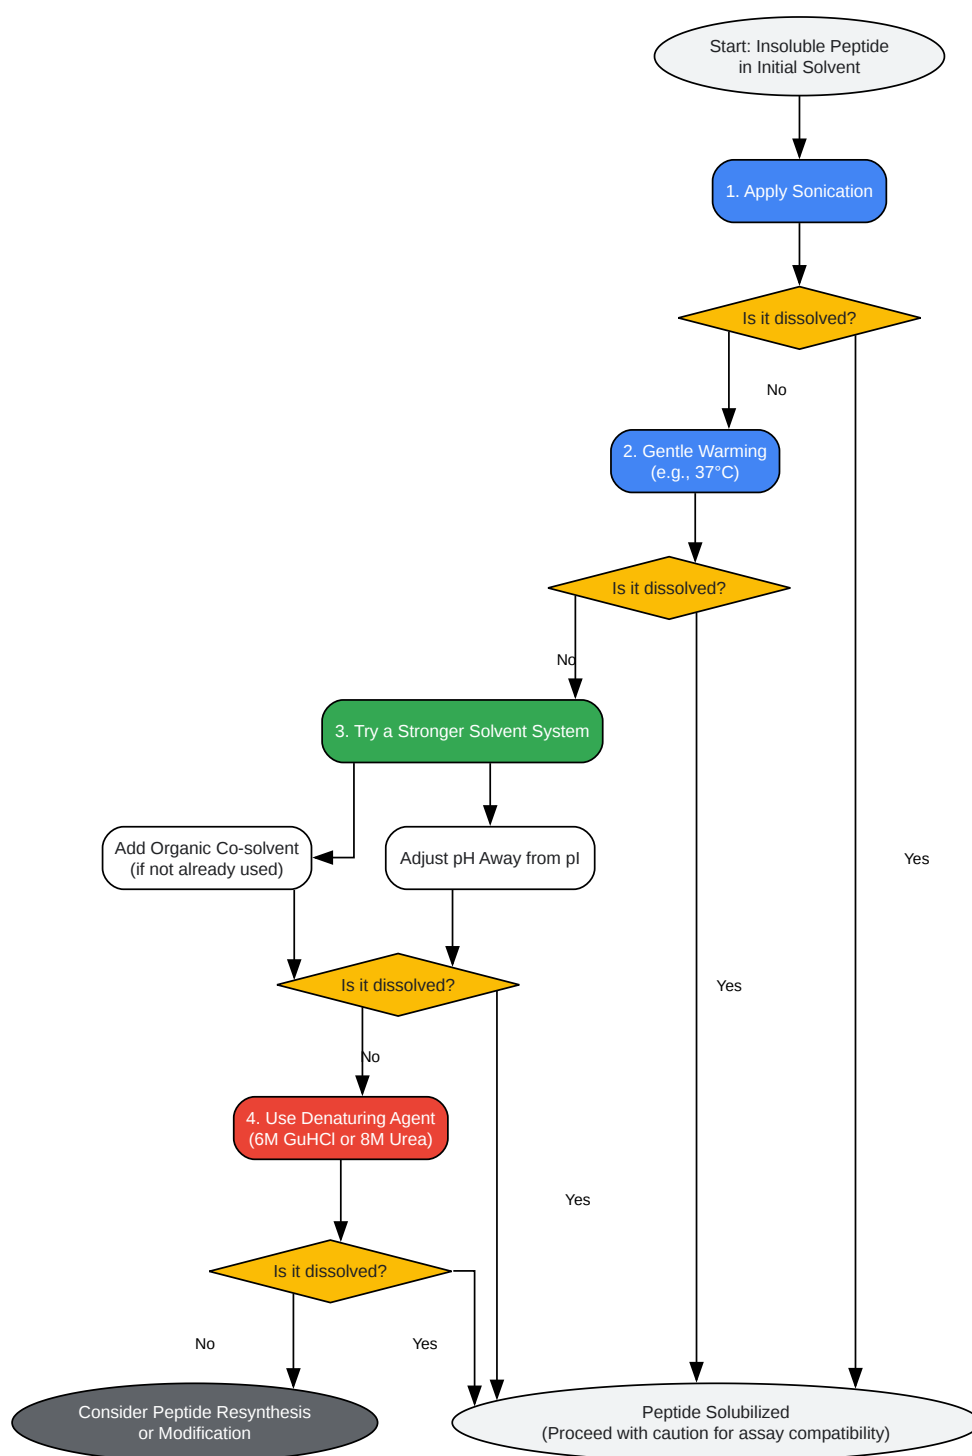 Start: Insoluble Peptide
in Initial Solvent
1. Apply Sonication
Is it dissolved?
No
2. Gentle Warming
(e.g., 37°C)
Is it dissolved?
No
3. Try a Stronger Solvent System
Add Organic Co-solvent
(if not already used)
Adjust pH Away from pI
Yes
Is it dissolved?
Yes
No
4. Use Denaturing Agent
(6M GuHCl or 8M Urea)
Yes
Is it dissolved?
No
Yes
Consider Peptide Resynthesis
or Modification
Peptide Solubilized
(Proceed with caution for assay compatibility)